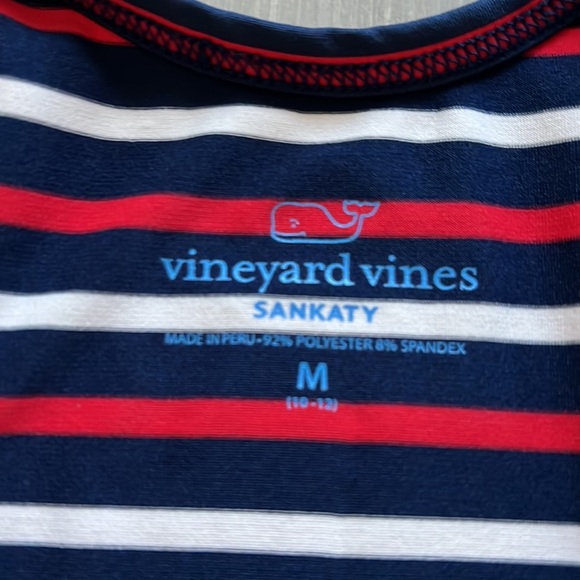 vineyard vines
SANKATY
MADE IN PERU • 92% POLYESTER 8% SPANDEX
M
(10-12)